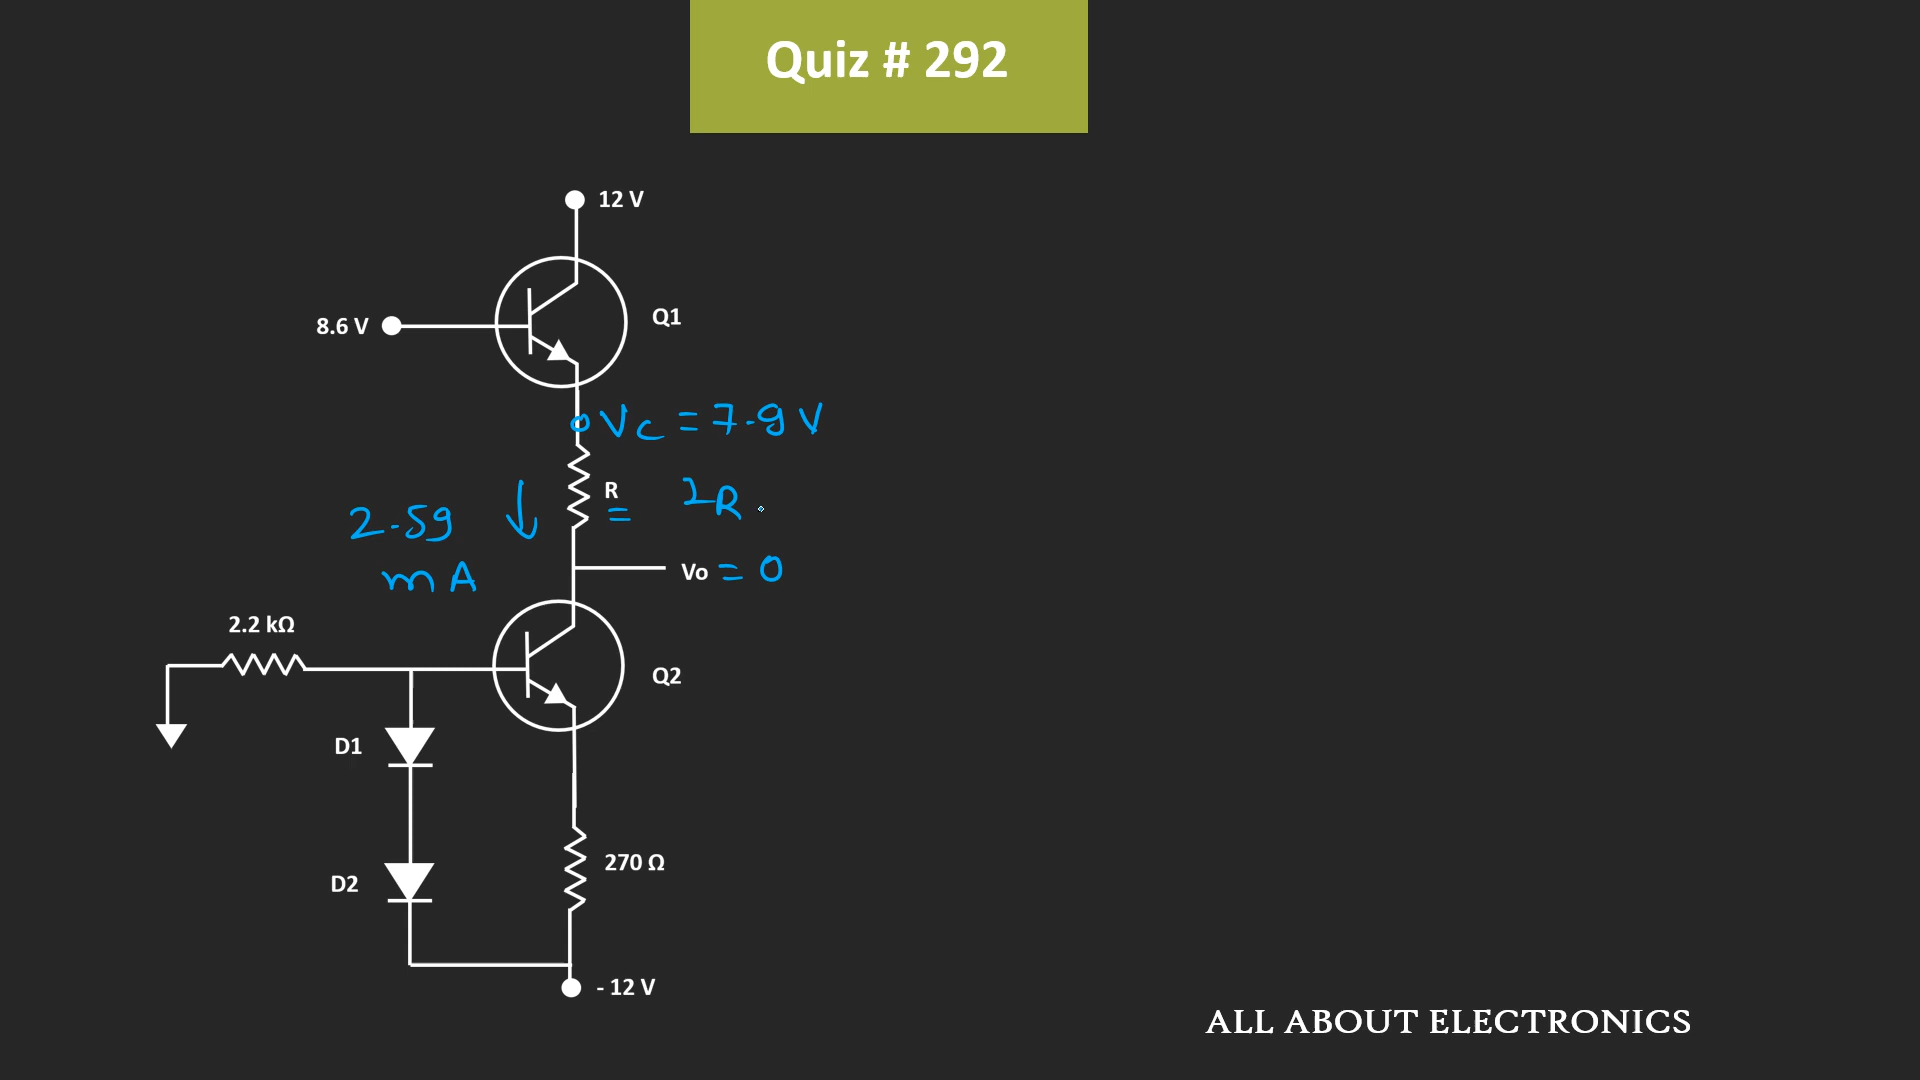 Quiz # 292
12 V
8.6 V
Q1
Vc = 7.9 V
R = 2R.
2.59
mA
Vo = 0
2.2 kΩ
Q2
D1
270 Ω
D2
- 12 V
ALL ABOUT ELECTRONICS